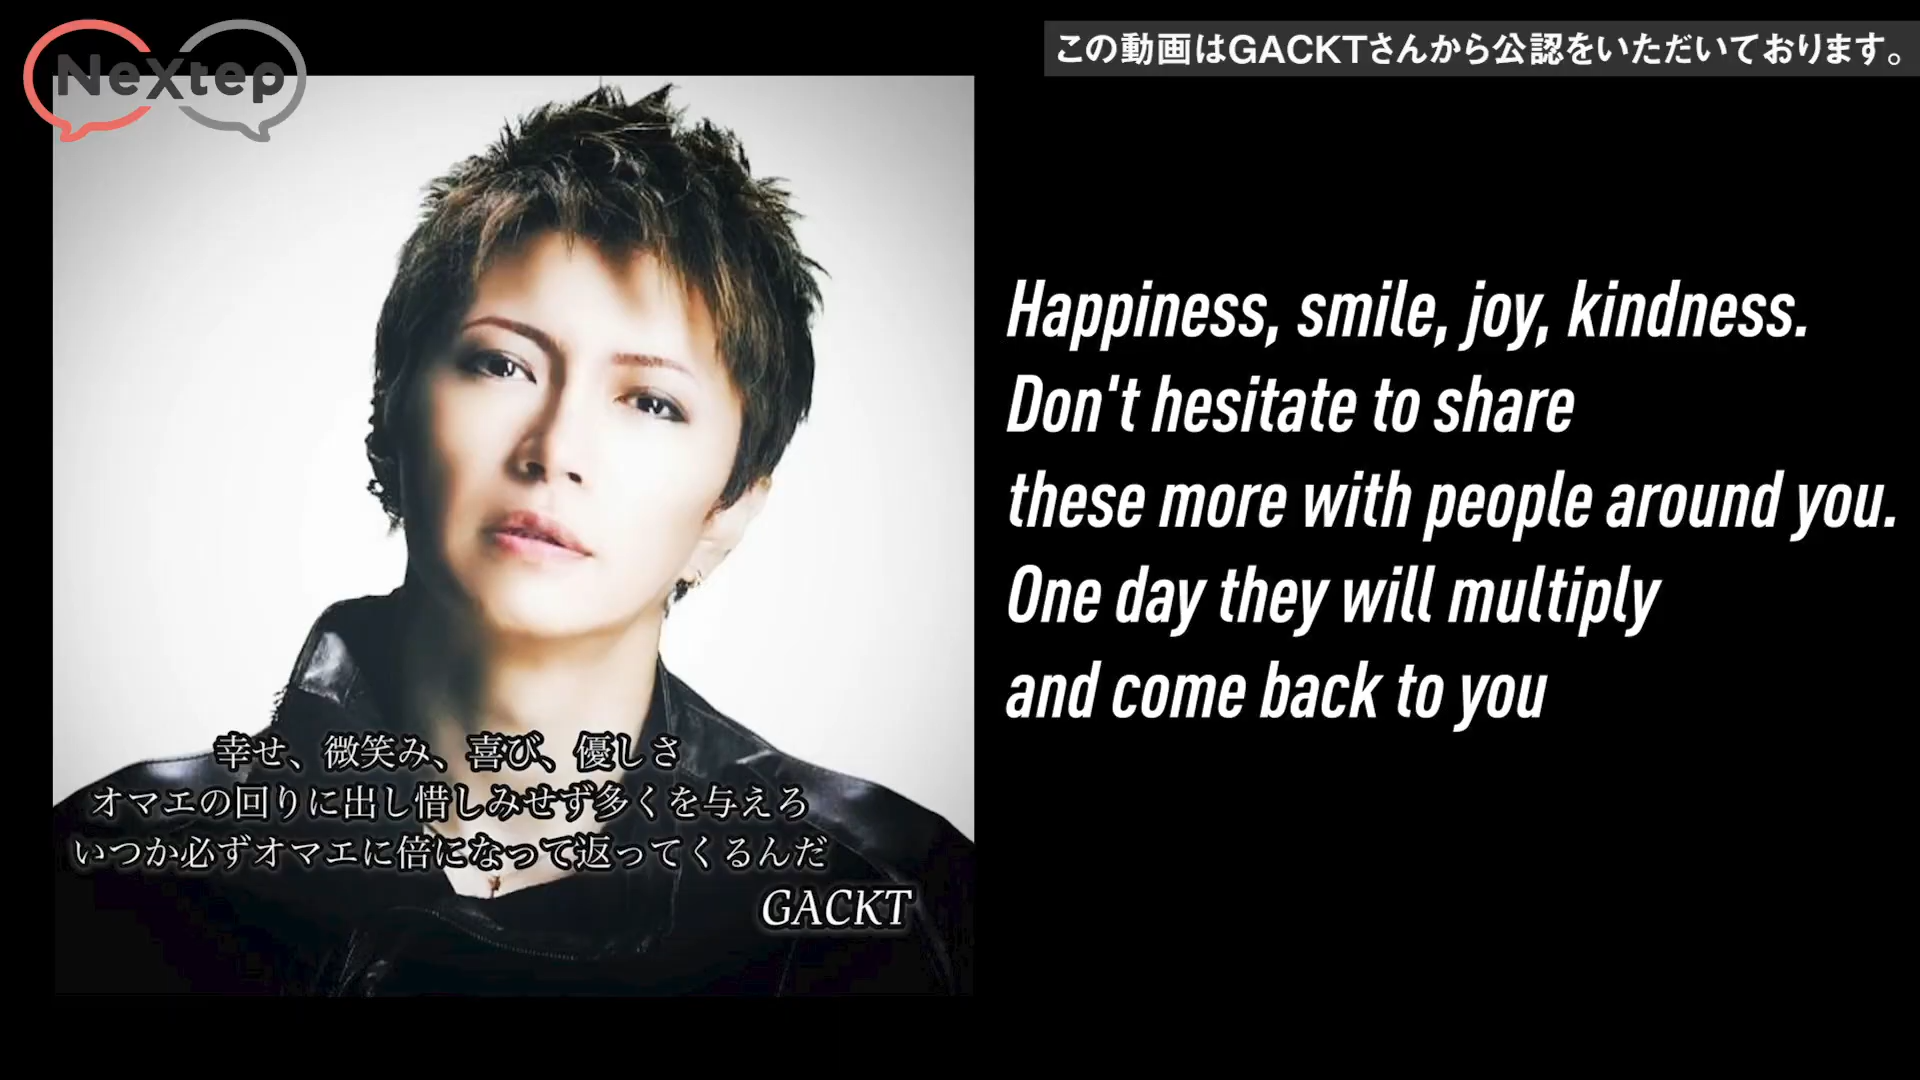 NeXtep
この動画はGACKTさんから公認をいただいております。
Happiness, smile, joy, kindness.
Don't hesitate to share
these more with people around you.
One day they will multiply
and come back to you
幸せ、微笑み、喜び、優しさ
オマエの回りに出し惜しみせず多くを与えろ
いつか必ずオマエに倍になって返ってくるんだ
GACKT